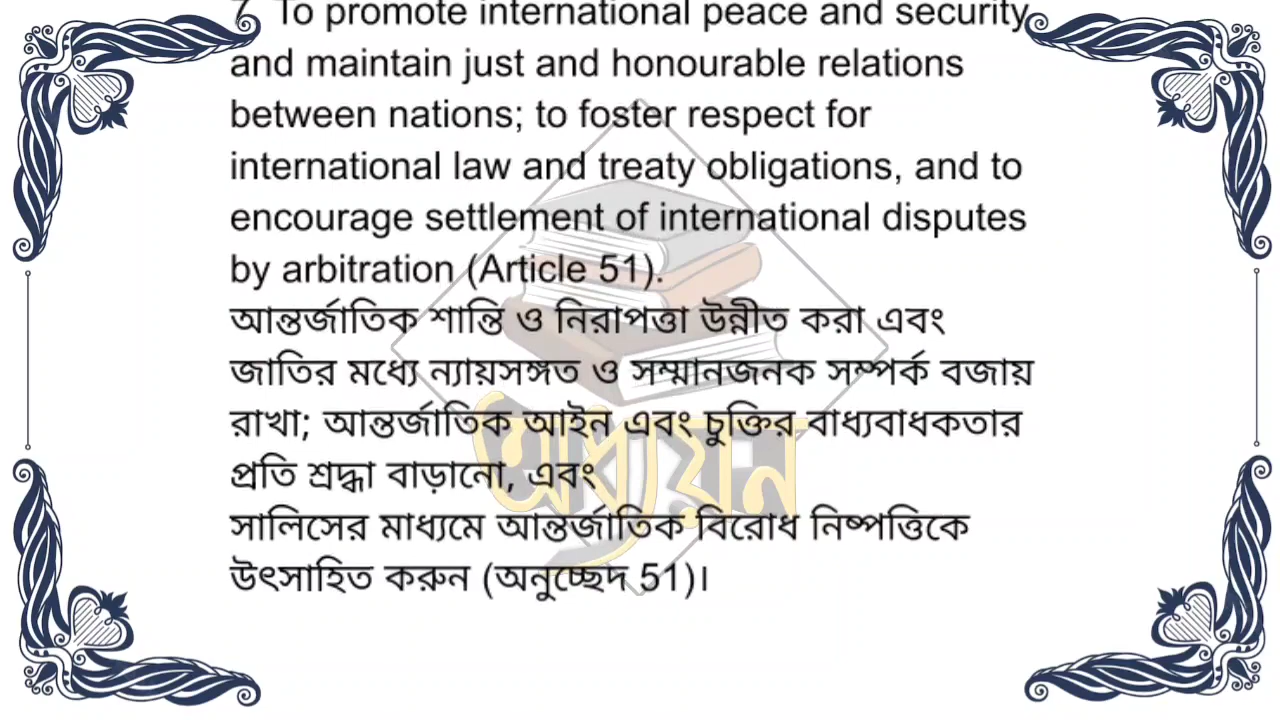 7. To promote international peace and security
and maintain just and honourable relations
between nations; to foster respect for
international law and treaty obligations, and to
encourage settlement of international disputes
by arbitration (Article 51).
আন্তর্জাতিক শান্তি ও নিরাপত্তা উন্নীত করা এবং
জাতির মধ্যে ন্যায়সঙ্গত ও সম্মানজনক সম্পর্ক বজায়
রাখা; আন্তর্জাতিক আইন এবং চুক্তির বাধ্যবাধকতার
প্রতি শ্রদ্ধা বাড়ানো, এবং
সালিসের মাধ্যমে আন্তর্জাতিক বিরোধ নিষ্পত্তিকে
উৎসাহিত করুন (অনুচ্ছেদ 51)।
অধ্যয়ন